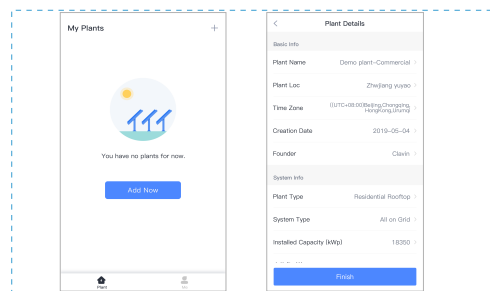 My Plants
+
You have no plants for now.
Add Now
Plant
Me
Plant Details
Basic Info
Plant Name
Demo plant-Commercial
Plant Loc
Zhwjiang yuyao
Time Zone
((UTC+08:00)Beijing,Chongqing,
HongKong,Urumqi
Creation Date
2019-05-04
Founder
Clavin
System Info
Plant Type
Residential Rooftop
System Type
All on Grid
Installed Capacity (kWp)
18350
Finish